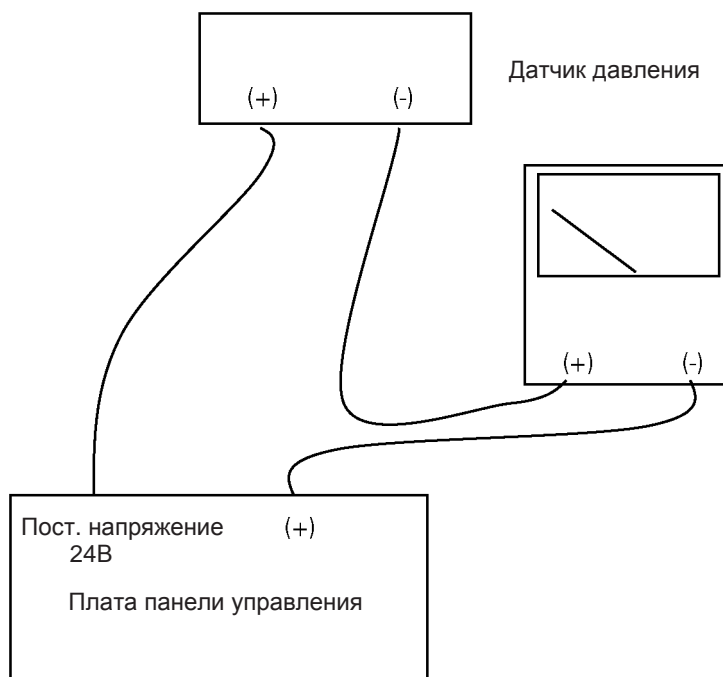 Датчик давления
(+) (-)
(+) (-)
Пост. напряжение (+)
24В
Плата панели управления